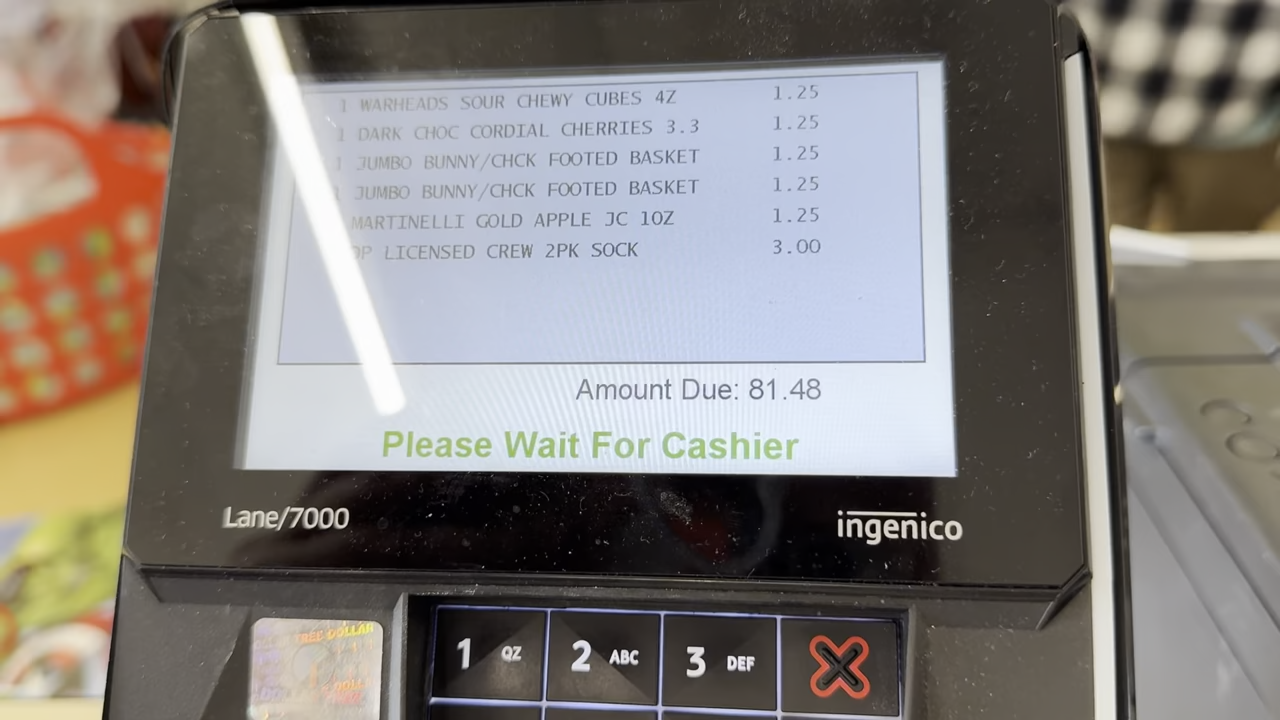 1 WARHEADS SOUR CHEWY CUBES 4Z 1.25
1 DARK CHOC CORDIAL CHERRIES 3.3 1.25
1 JUMBO BUNNY/CHCK FOOTED BASKET 1.25
1 JUMBO BUNNY/CHCK FOOTED BASKET 1.25
MARTINELLI GOLD APPLE JC 10Z 1.25
LICENSED CREW 2PK SOCK 3.00
Amount Due: 81.48
Please Wait For Cashier
Lane/7000
ingenico
TREE DOLLAR
1 QZ
2 ABC
3 DEF